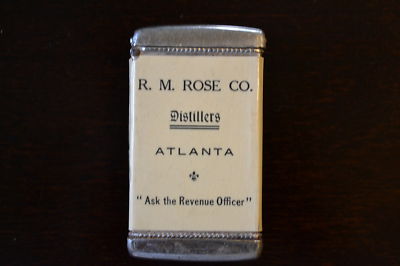 R. M. ROSE CO.
Distillers
ATLANTA
"Ask the Revenue Officer"